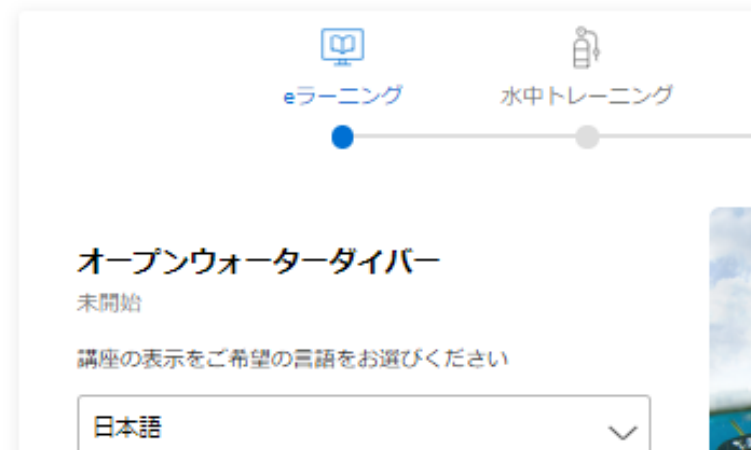 eラーニング
水中トレーニング
オープンウォーターダイバー
未開始
講座の表示をご希望の言語をお選びください
日本語